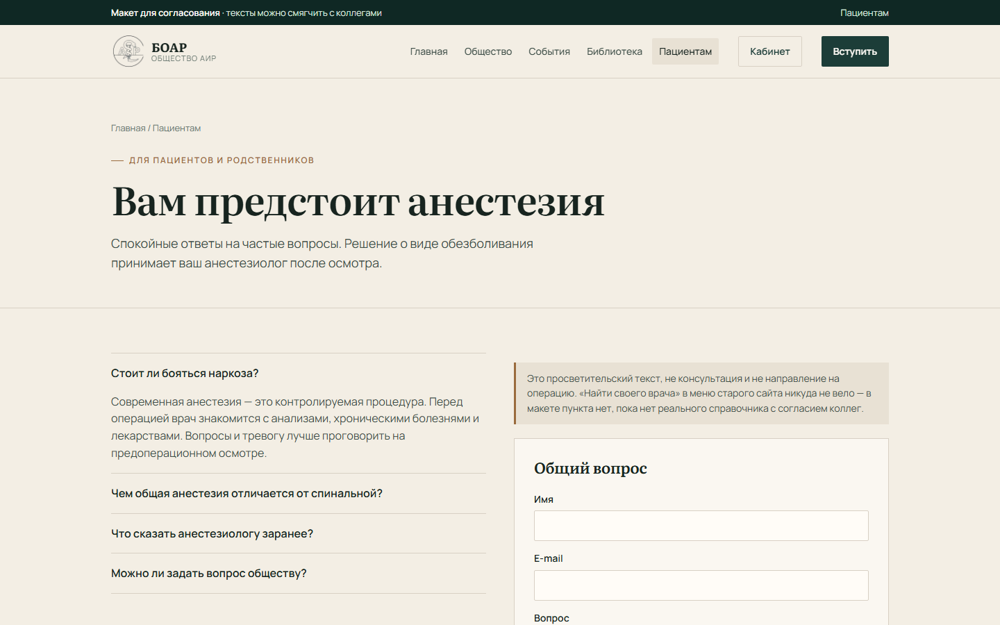 Макет для согласования · тексты можно смягчить с коллегами
Пациентам
БОАР
ОБЩЕСТВО АИР
Главная
Общество
События
Библиотека
Пациентам
Кабинет
Вступить
Главная / Пациентам
— ДЛЯ ПАЦИЕНТОВ И РОДСТВЕННИКОВ
Вам предстоит анестезия
Спокойные ответы на частые вопросы. Решение о виде обезболивания
принимает ваш анестезиолог после осмотра.
Стоит ли бояться наркоза?
Современная анестезия — это контролируемая процедура. Перед
операцией врач знакомится с анализами, хроническими болезнями и
лекарствами. Вопросы и тревогу лучше проговорить на
предоперационном осмотре.
Чем общая анестезия отличается от спинальной?
Что сказать анестезиологу заранее?
Можно ли задать вопрос обществу?
Это просветительский текст, не консультация и не направление на
операцию. «Найти своего врача» в меню старого сайта никуда не вело — в
макете пункта нет, пока нет реального справочника с согласием коллег.
Общий вопрос
Имя
E-mail
Вопрос